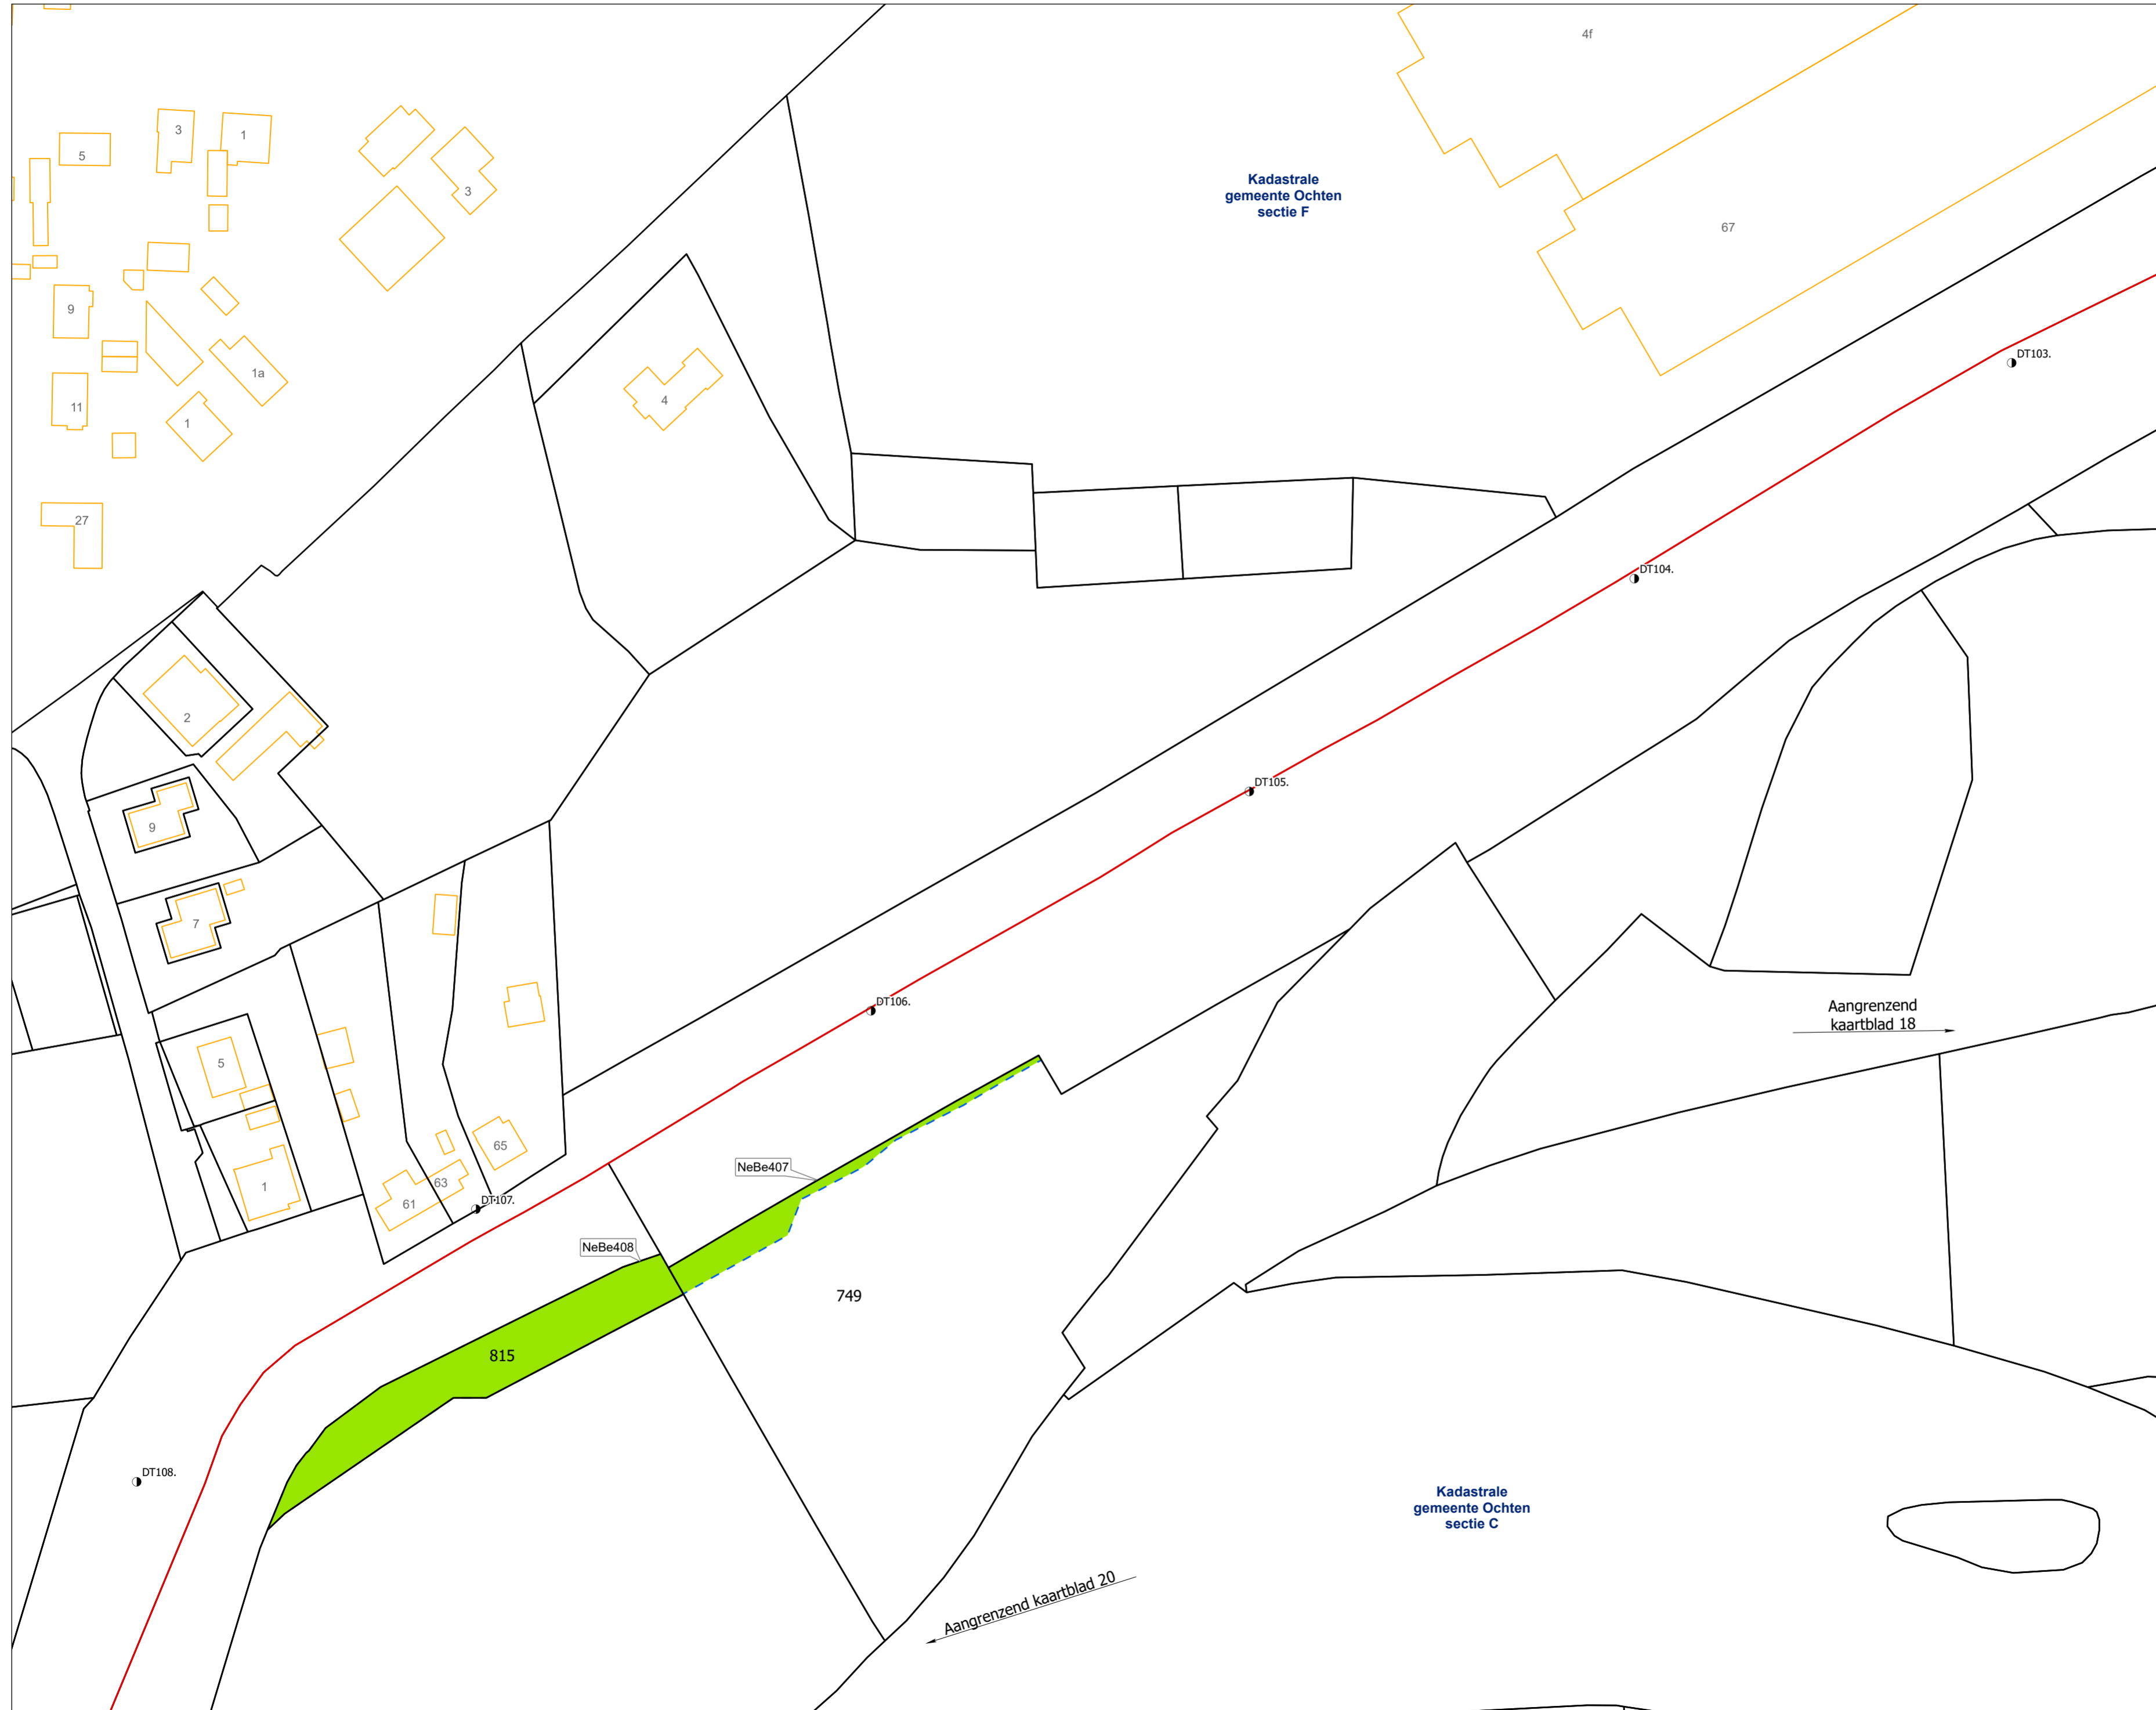 4f
3
1
5
3
Kadastrale
gemeente Ochten
sectie F
67
9
DT103.
1a
4
11
1
27
DT104.
2
DT105.
9
7
DT106.
Aangrenzend
kaartblad 18
5
65
NeBe407
63
1
61
DT107.
NeBe408
749
815
DT108.
Kadastrale
gemeente Ochten
sectie C
Aangrenzend kaartblad 20